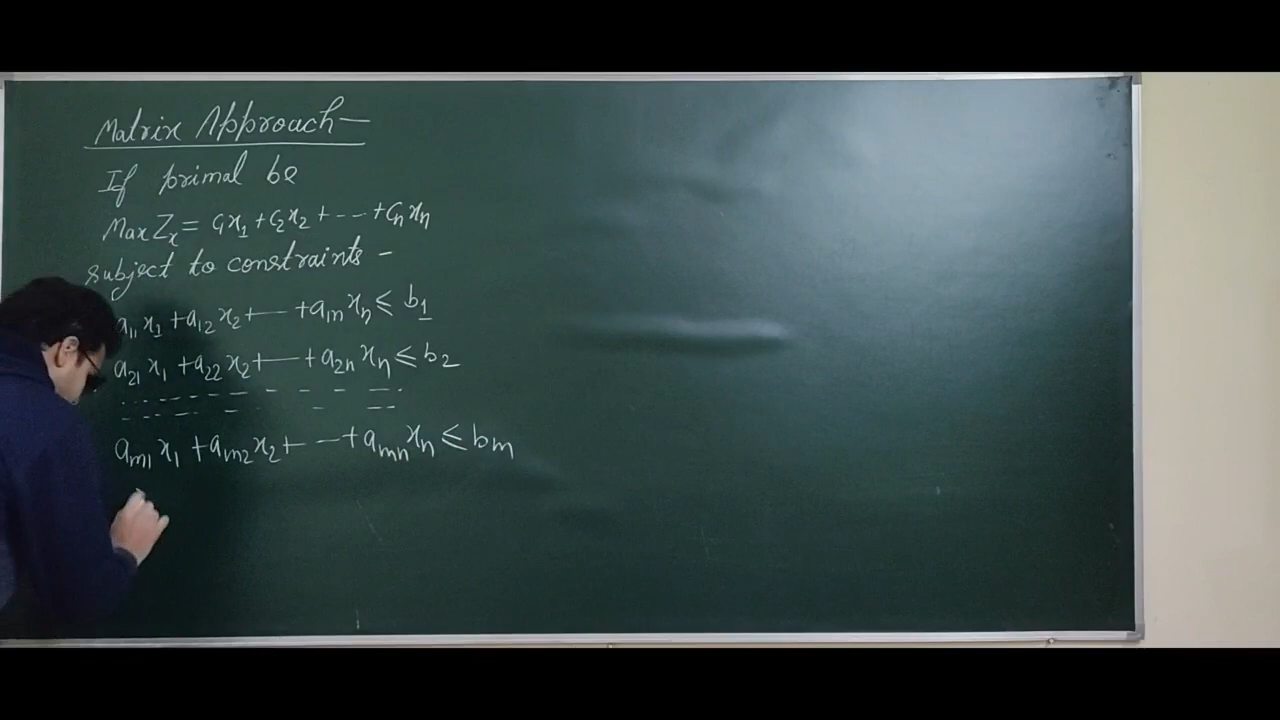 Matrix Approach—
If primal be
Max Zₓ = c₁x₁ + c₂x₂ + --- + cₙxₙ
subject to constraints -
a₁₁x₁ + a₁₂x₂ + — + a₁ₙxₙ ≤ b₁
a₂₁x₁ + a₂₂x₂ + — + a₂ₙxₙ ≤ b₂
aₘ₁x₁ + aₘ₂x₂ + — + aₘₙxₙ ≤ bₘ